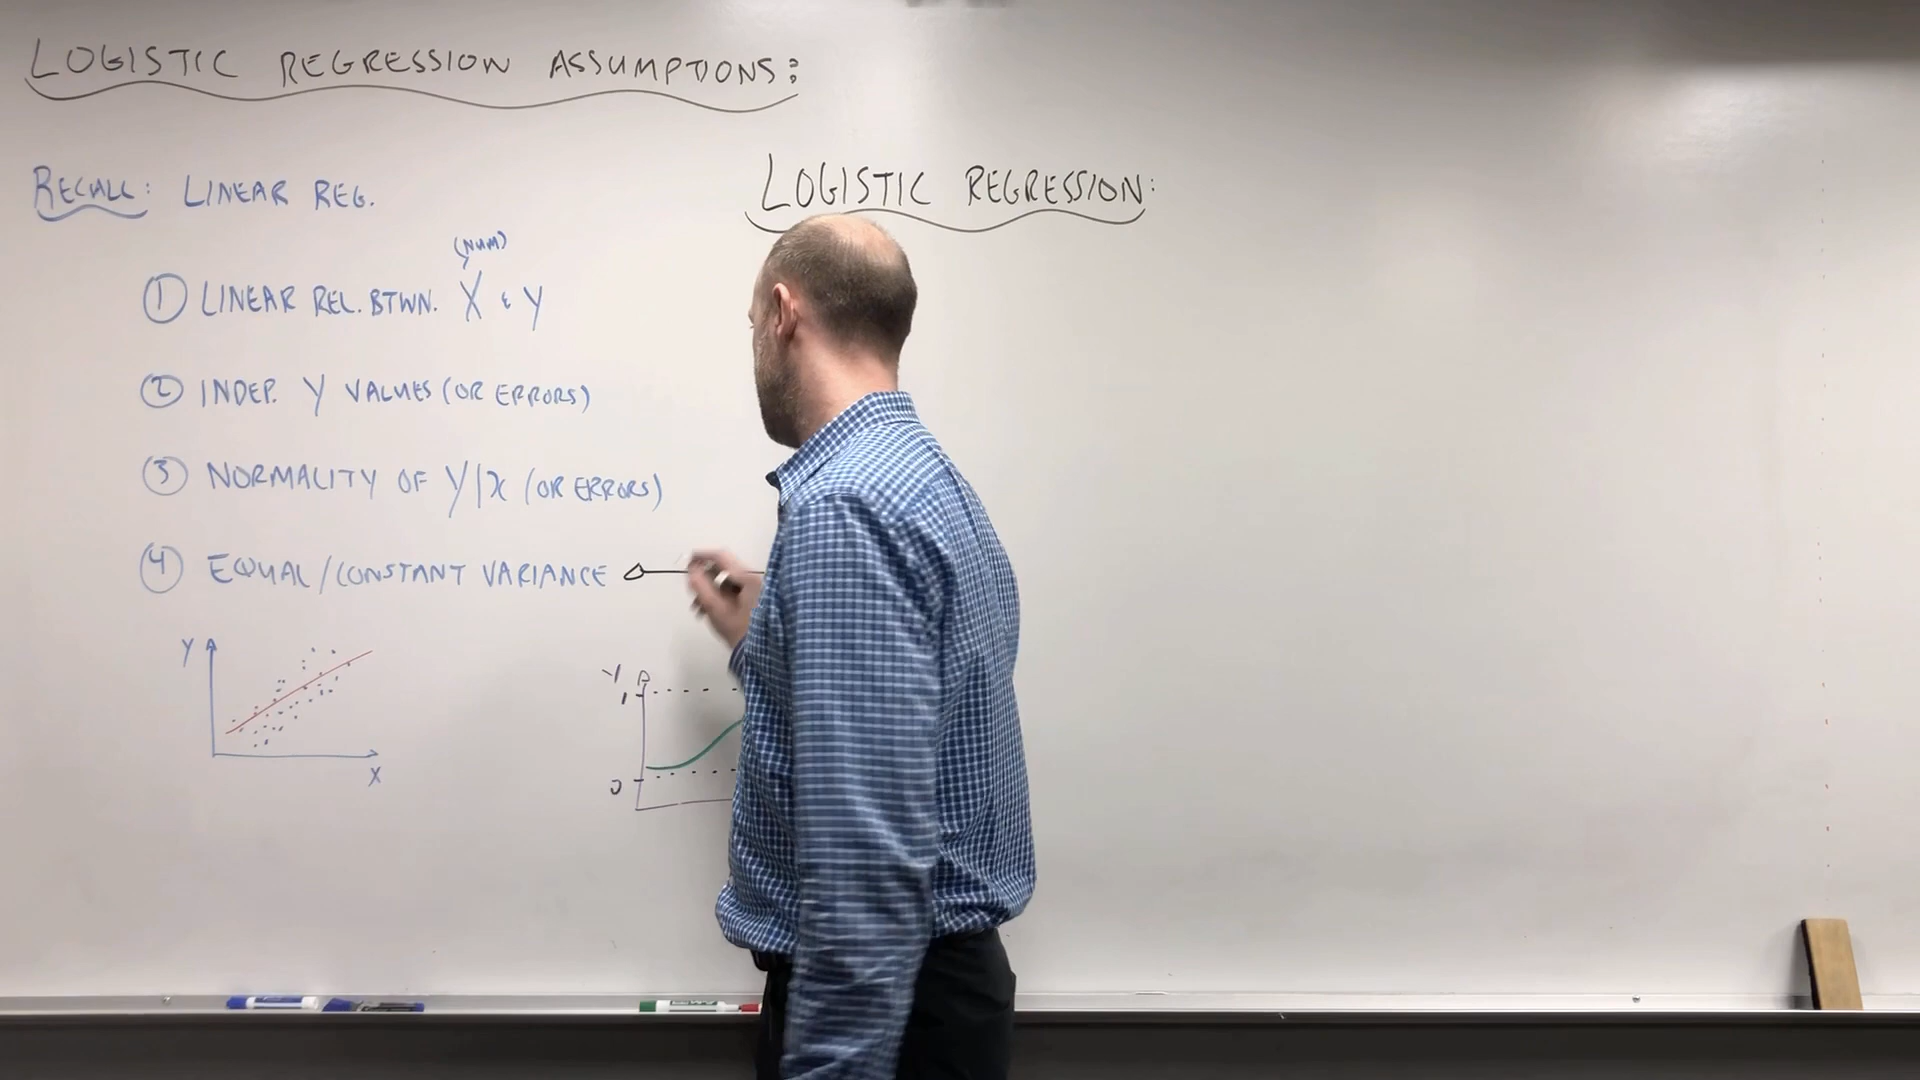 LOGISTIC REGRESSION ASSUMPTIONS:
RECALL: LINEAR REG.
(NUM)
① LINEAR REL. BTWN. X & Y
② INDEP. Y VALUES (OR ERRORS)
③ NORMALITY OF Y|x (OR ERRORS)
④ EQUAL/CONSTANT VARIANCE
Y
X
Y
1
0
LOGISTIC REGRESSION: